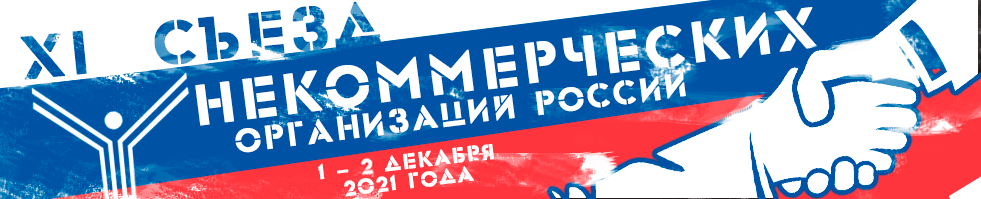 XI СЪЕЗД
НЕКОММЕРЧЕСКИХ
ОРГАНИЗАЦИЙ РОССИИ
1 – 2 ДЕКАБРЯ
2021 ГОДА